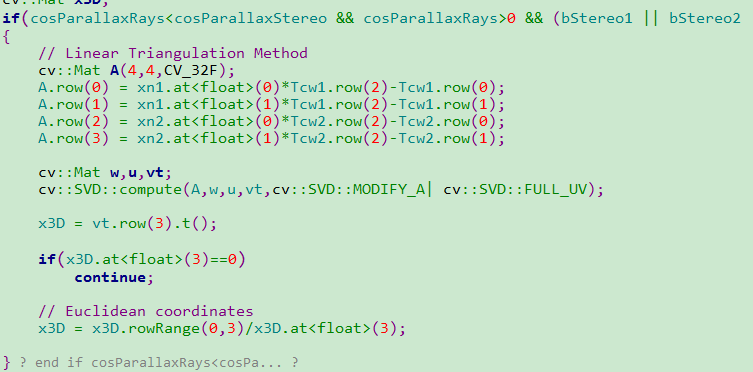 cv::Mat x3D;
if(cosParallaxRays<cosParallaxStereo && cosParallaxRays>0 && (bStereo1 || bStereo2
{
// Linear Triangulation Method
cv::Mat A(4,4,CV_32F);
A.row(0) = xn1.at<float>(0)*Tcw1.row(2)-Tcw1.row(0);
A.row(1) = xn1.at<float>(1)*Tcw1.row(2)-Tcw1.row(1);
A.row(2) = xn2.at<float>(0)*Tcw2.row(2)-Tcw2.row(0);
A.row(3) = xn2.at<float>(1)*Tcw2.row(2)-Tcw2.row(1);
cv::Mat w,u,vt;
cv::SVD::compute(A,w,u,vt,cv::SVD::MODIFY_A| cv::SVD::FULL_UV);
x3D = vt.row(3).t();
if(x3D.at<float>(3)==0)
continue;
// Euclidean coordinates
x3D = x3D.rowRange(0,3)/x3D.at<float>(3);
} ? end if cosParallaxRays<cosPa... ?